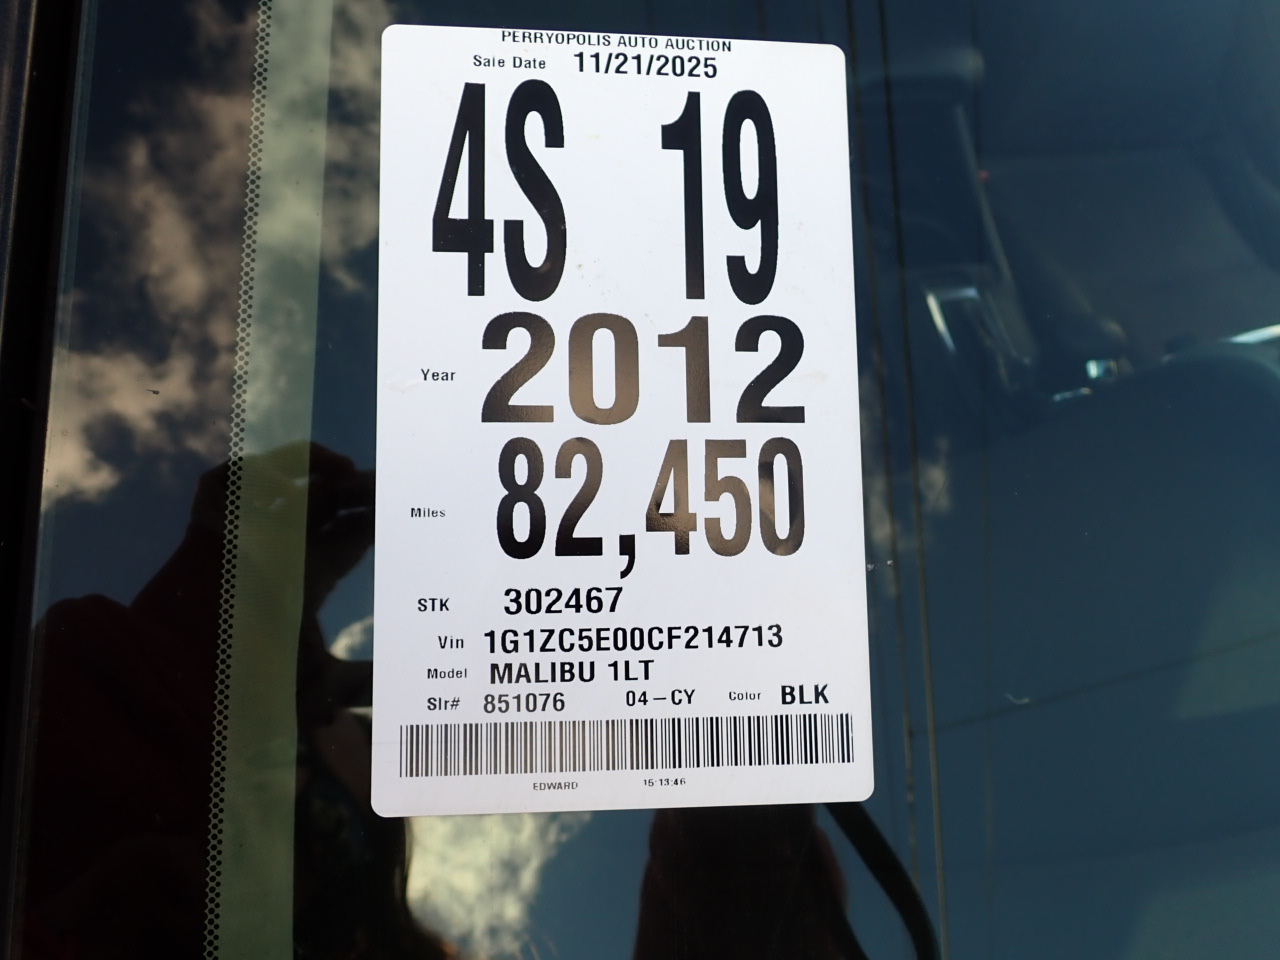 PERRYOPOLIS AUTO AUCTION
Sale Date 11/21/2025
4S 19
Year 2012
Miles 82,450
STK 302467
Vin 1G1ZC5E00CF214713
Model MALIBU 1LT
Slr# 851076 04-CY Color BLK
EDWARD 15:13:46